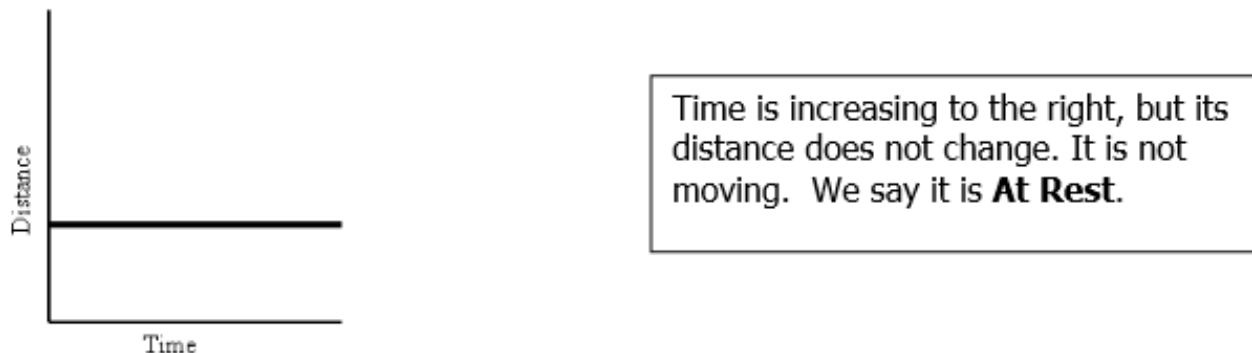 Distance
Time
Time is increasing to the right, but its
distance does not change. It is not
moving.  We say it is At Rest.